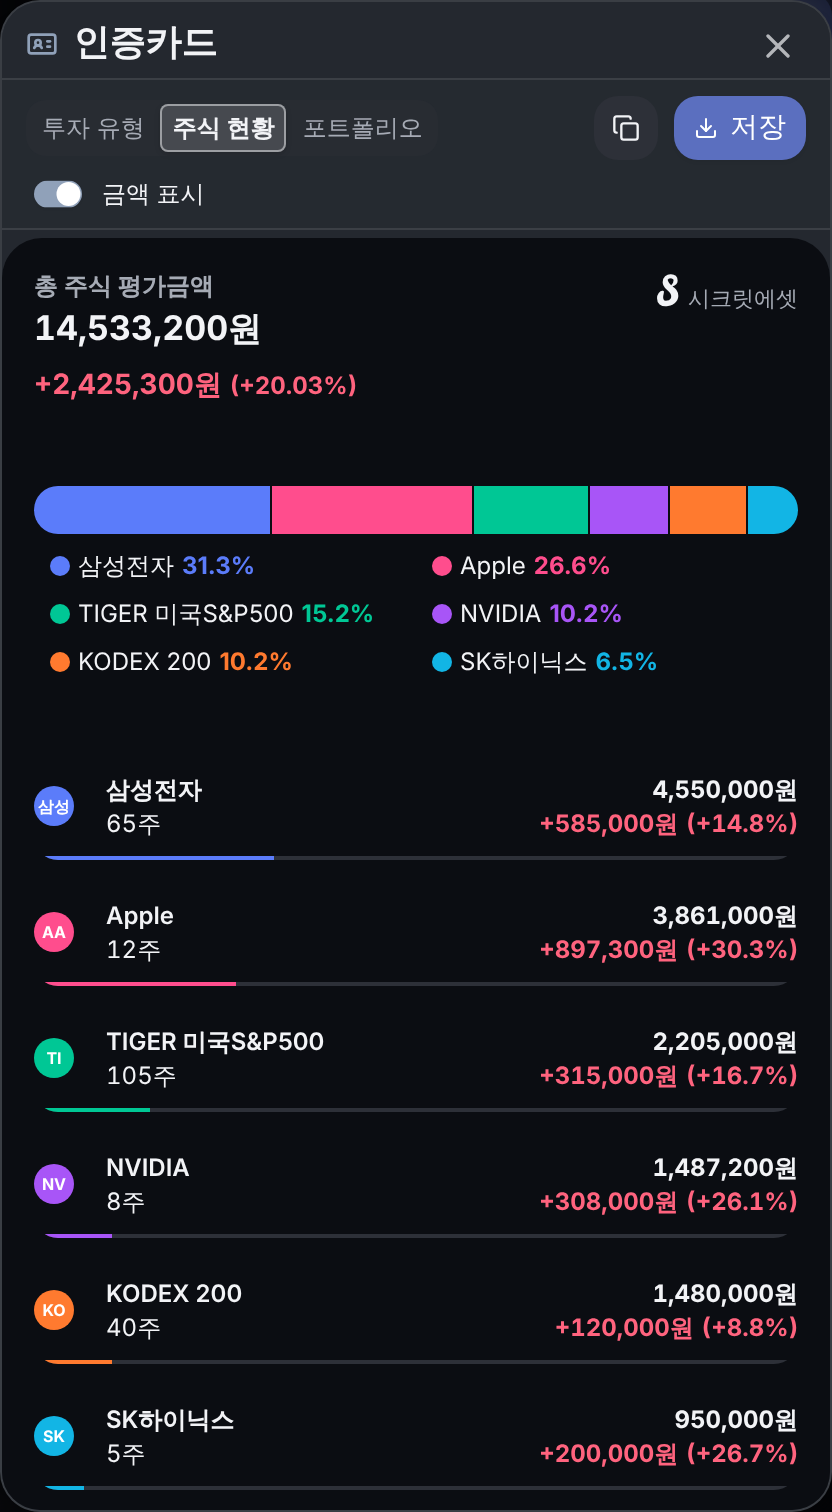 인증카드
투자 유형 주식 현황 포트폴리오 저장
금액 표시
총 주식 평가금액
S 시크릿에셋
14,533,200원
+2,425,300원 (+20.03%)
삼성전자 31.3% Apple 26.6%
TIGER 미국S&P500 15.2% NVIDIA 10.2%
KODEX 200 10.2% SK하이닉스 6.5%
삼성 삼성전자 4,550,000원
65주 +585,000원 (+14.8%)
AA Apple 3,861,000원
12주 +897,300원 (+30.3%)
TI TIGER 미국S&P500 2,205,000원
105주 +315,000원 (+16.7%)
NV NVIDIA 1,487,200원
8주 +308,000원 (+26.1%)
KO KODEX 200 1,480,000원
40주 +120,000원 (+8.8%)
SK SK하이닉스 950,000원
5주 +200,000원 (+26.7%)